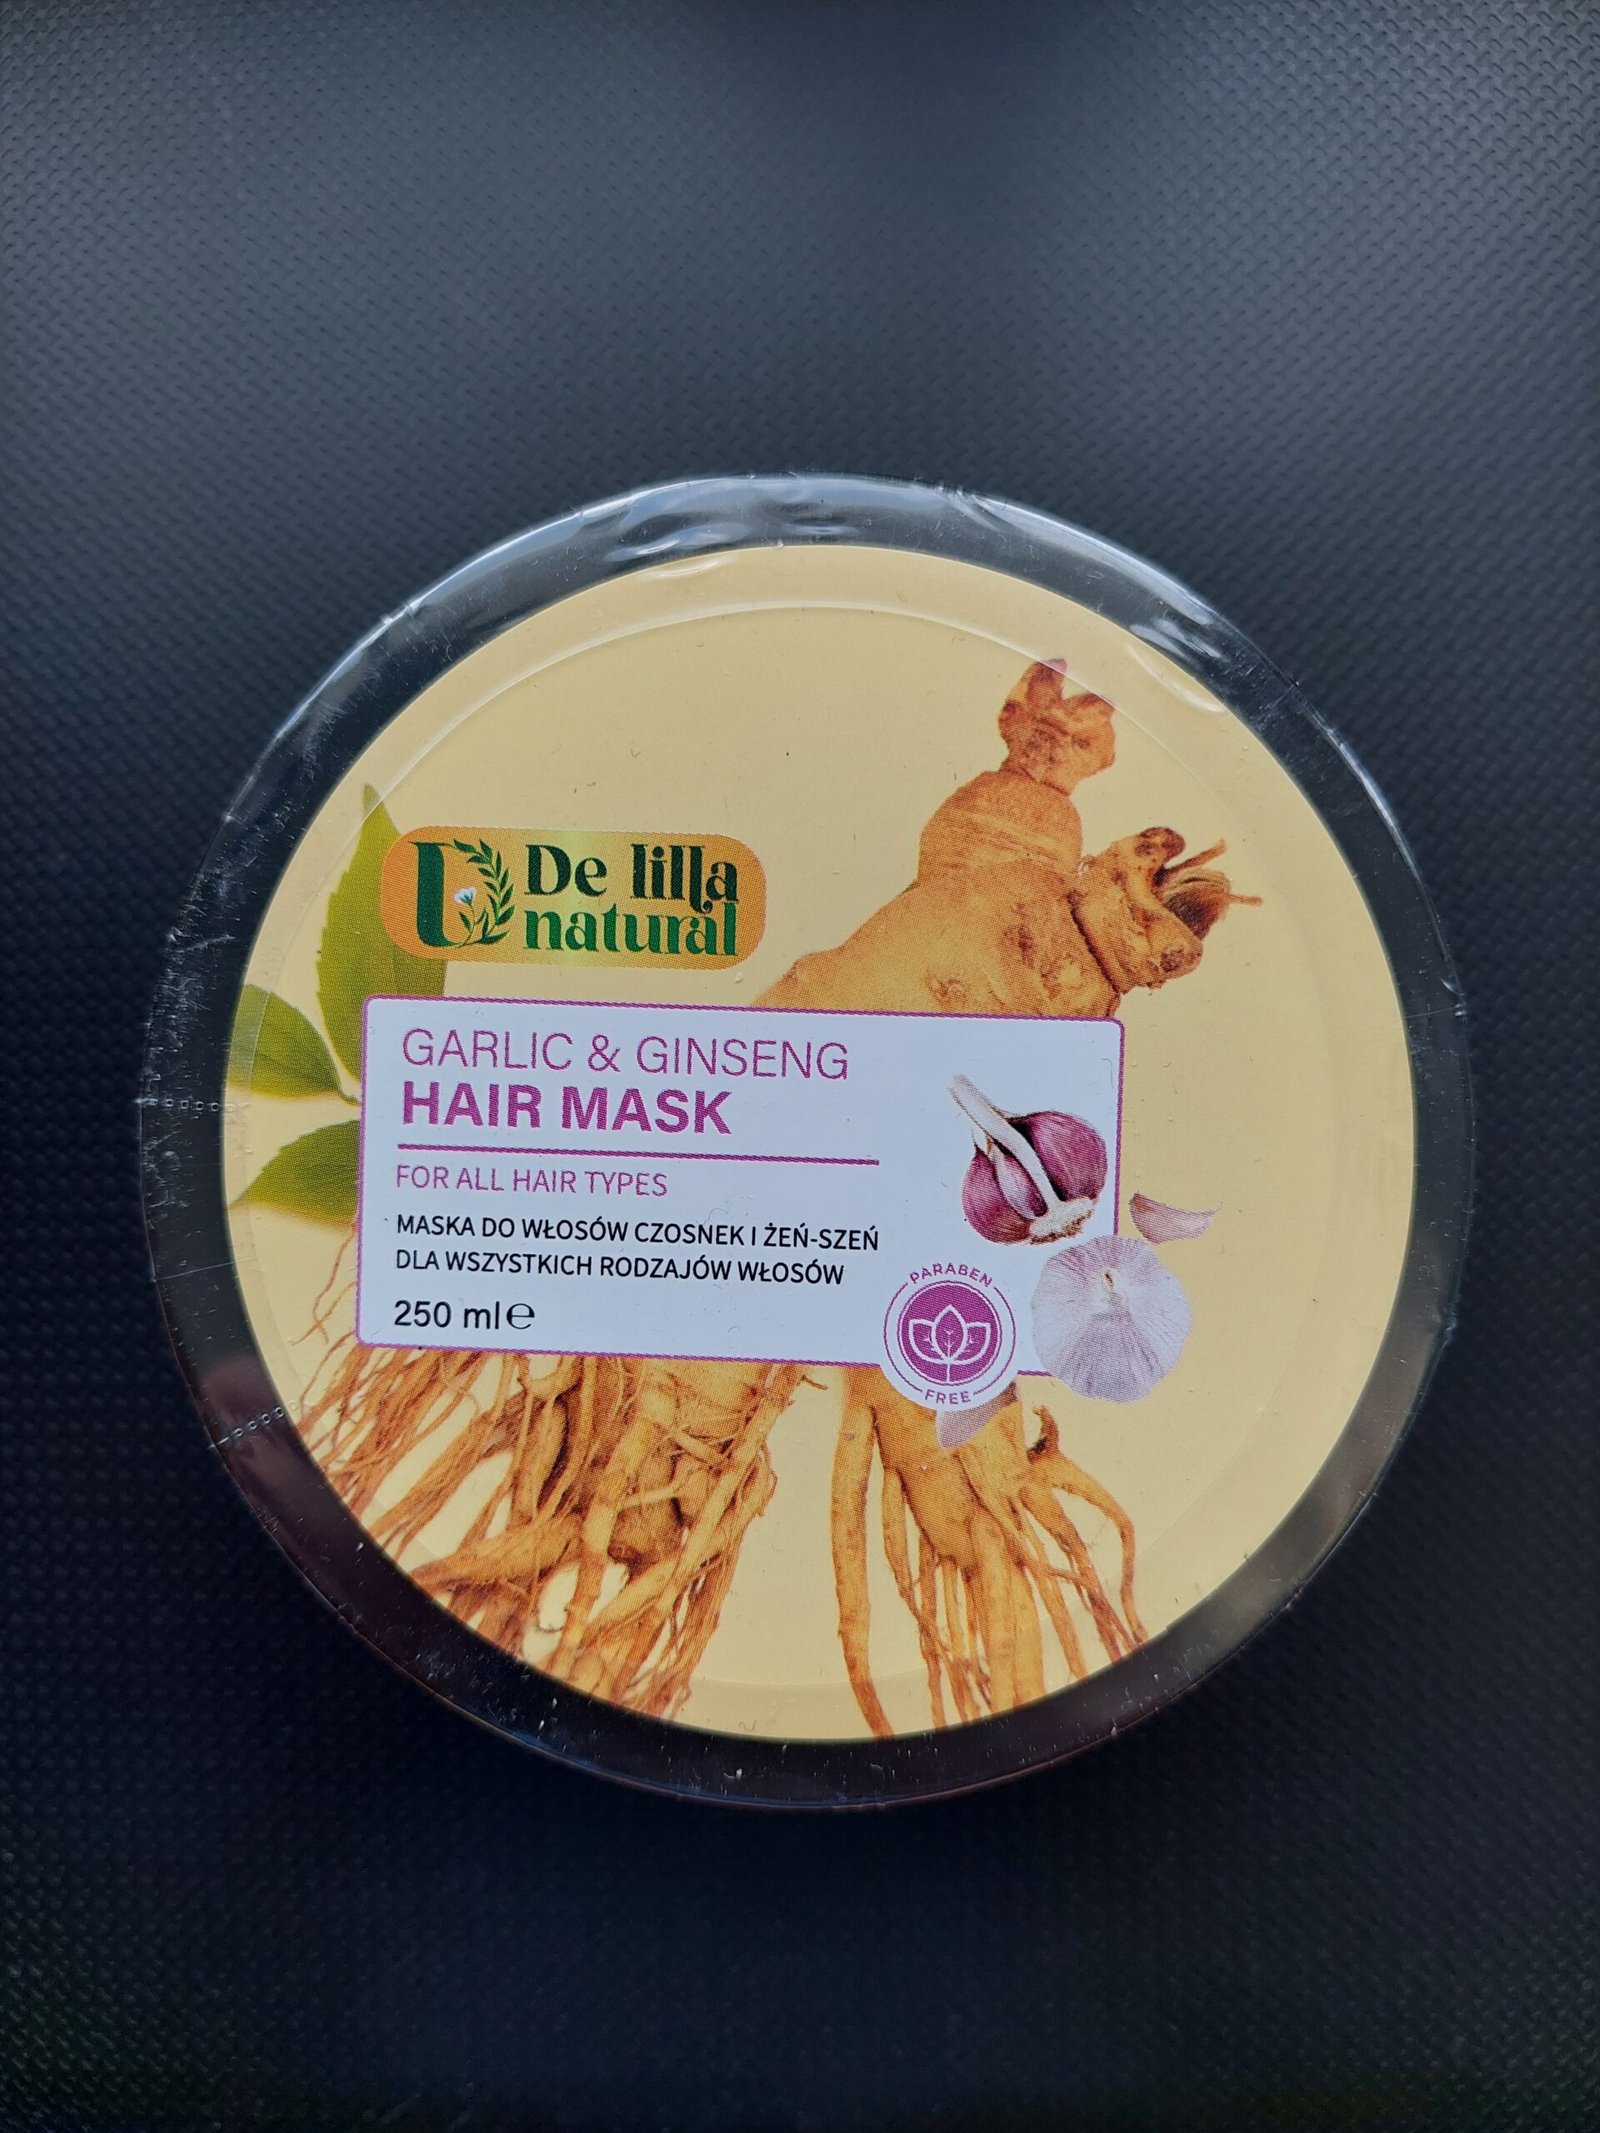 De lilla
natural
GARLIC & GINSENG
HAIR MASK
FOR ALL HAIR TYPES
MASKA DO WŁOSÓW CZOSNEK I ŻEŃ-SZEŃ
DLA WSZYSTKICH RODZAJÓW WŁOSÓW
250 ml ℮
PARABEN
FREE